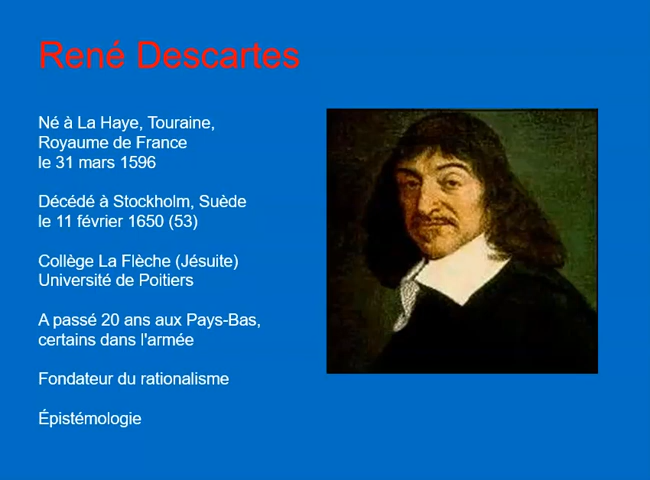 René Descartes
Né à La Haye, Touraine,
Royaume de France
le 31 mars 1596
Décédé à Stockholm, Suède
le 11 février 1650 (53)
Collège La Flèche (Jésuite)
Université de Poitiers
A passé 20 ans aux Pays-Bas,
certains dans l'armée
Fondateur du rationalisme
Épistémologie